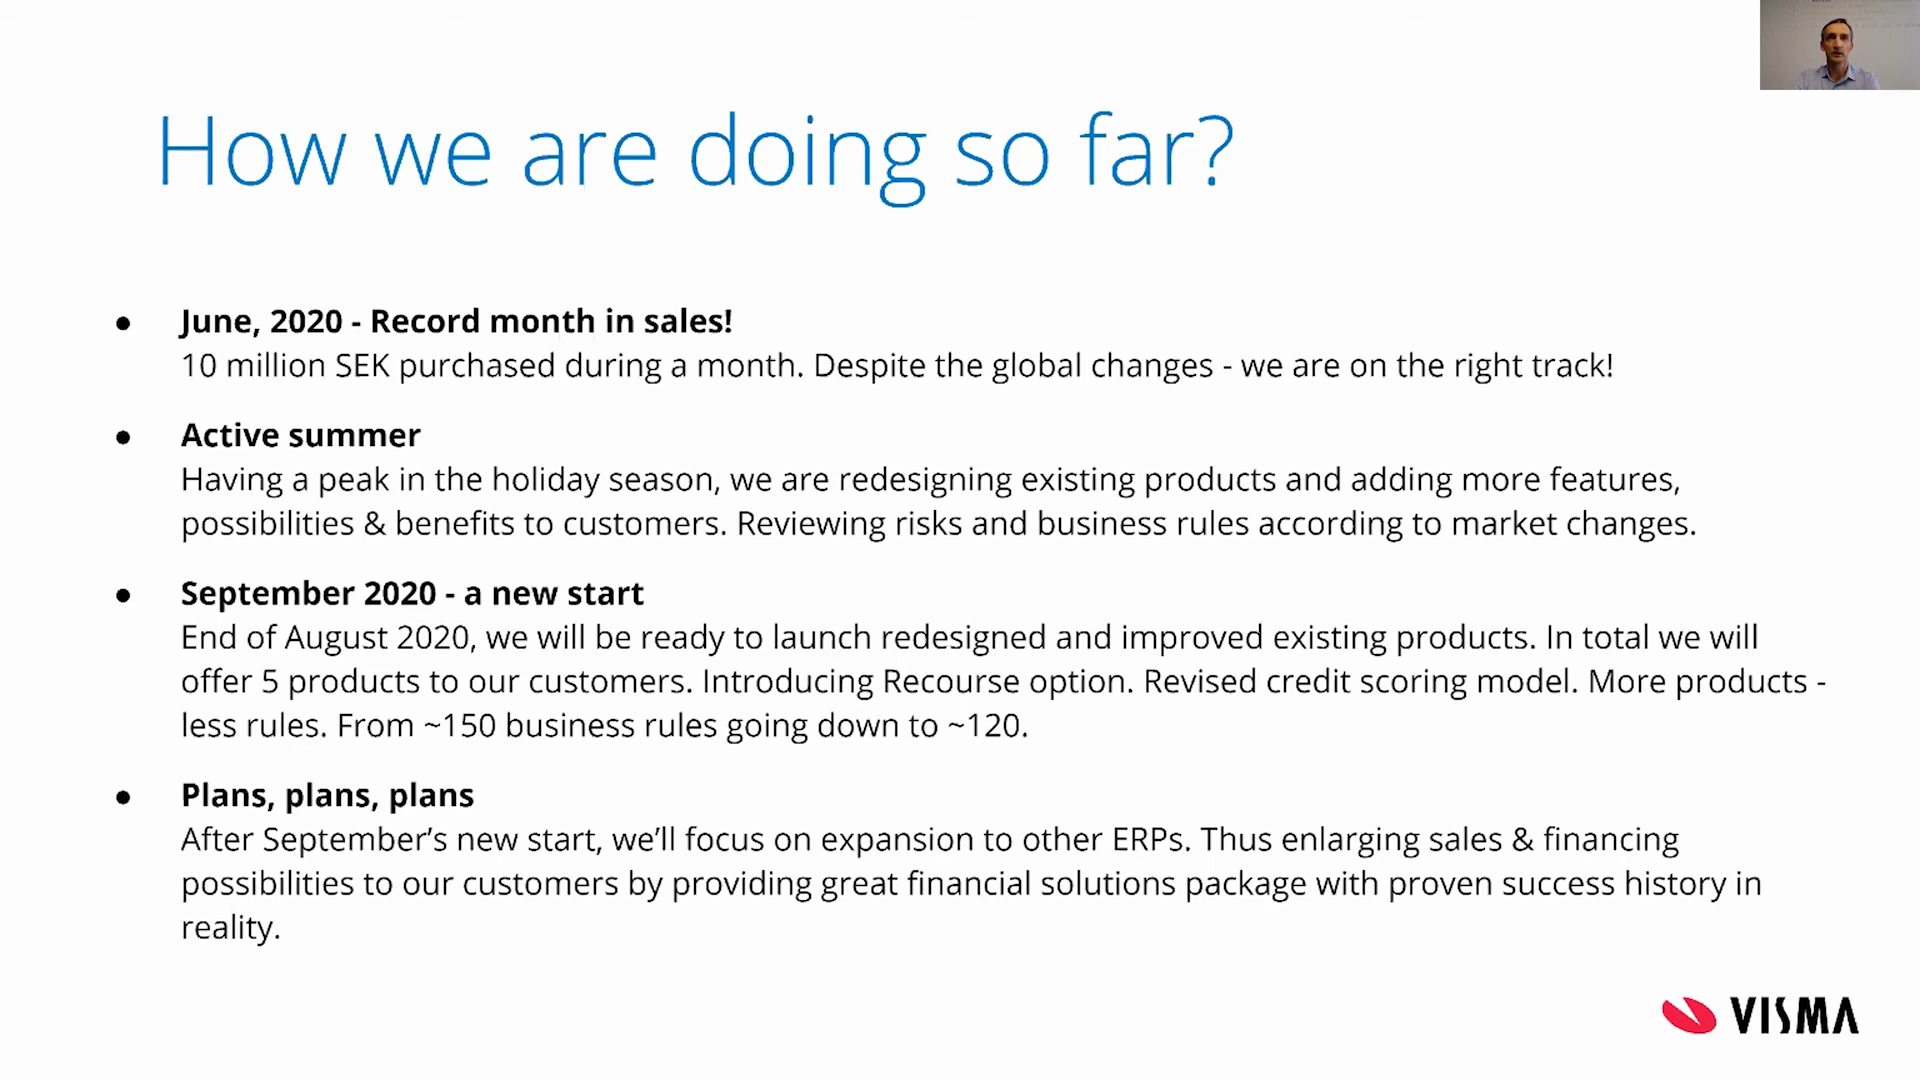 How we are doing so far?
● June, 2020 - Record month in sales!
10 million SEK purchased during a month. Despite the global changes - we are on the right track!
● Active summer
Having a peak in the holiday season, we are redesigning existing products and adding more features,
possibilities & benefits to customers. Reviewing risks and business rules according to market changes.
● September 2020 - a new start
End of August 2020, we will be ready to launch redesigned and improved existing products. In total we will
offer 5 products to our customers. Introducing Recourse option. Revised credit scoring model. More products -
less rules. From ~150 business rules going down to ~120.
● Plans, plans, plans
After September’s new start, we’ll focus on expansion to other ERPs. Thus enlarging sales & financing
possibilities to our customers by providing great financial solutions package with proven success history in
reality.
VISMA